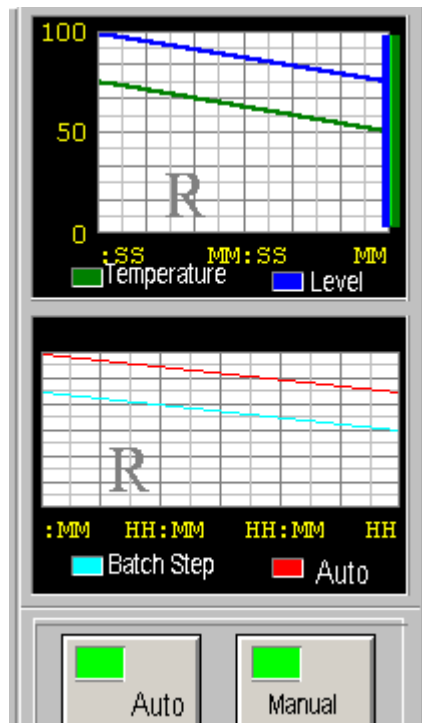 100
50
R
0
:SS MM:SS MM
Temperature Level
R
:MM HH:MM HH:MM HH
Batch Step Auto
Auto Manual